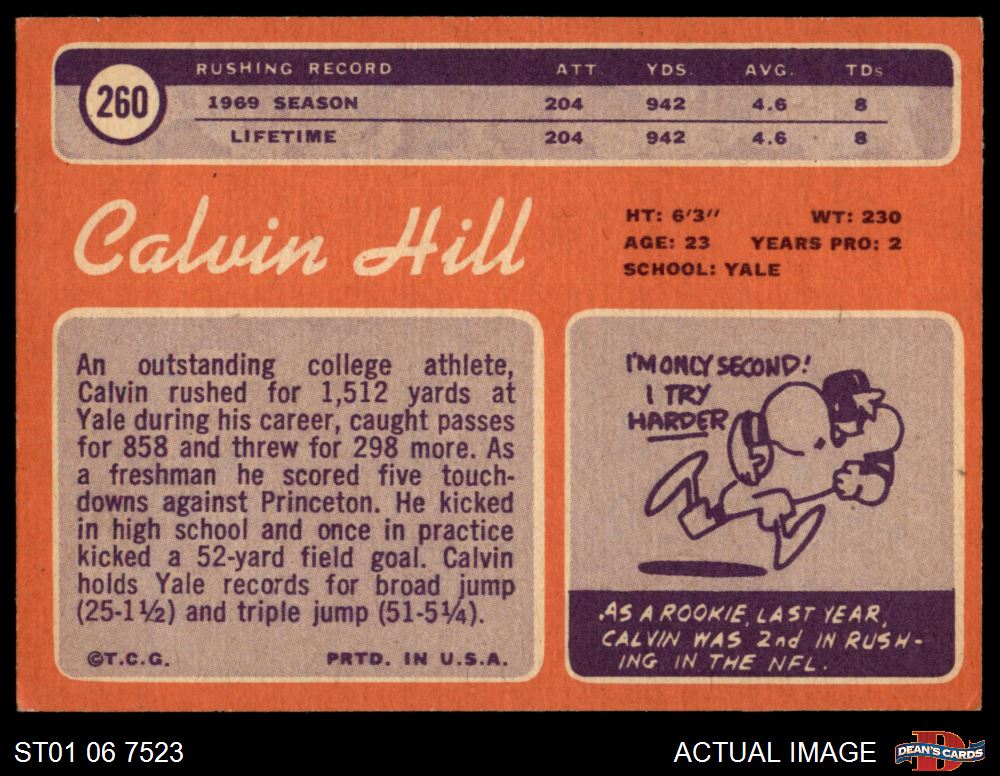 RUSHING RECORD ATT. YDS. AVG. TDs
260
1969 SEASON 204 942 4.6 8
LIFETIME 204 942 4.6 8
Calvin Hill
HT: 6'3" WT: 230
AGE: 23 YEARS PRO: 2
SCHOOL: YALE
An outstanding college athlete,
Calvin rushed for 1,512 yards at
Yale during his career, caught passes
for 858 and threw for 298 more. As
a freshman he scored five touch-
downs against Princeton. He kicked
in high school and once in practice
kicked a 52-yard field goal. Calvin
holds Yale records for broad jump
(25-1½) and triple jump (51-5¼).
©T.C.G. PRTD. IN U.S.A.
I'M ONLY SECOND!
I TRY
HARDER
AS A ROOKIE, LAST YEAR,
CALVIN WAS 2nd IN RUSH-
ING IN THE NFL.
ST01 06 7523
ACTUAL IMAGE
D
DEAN'S CARDS